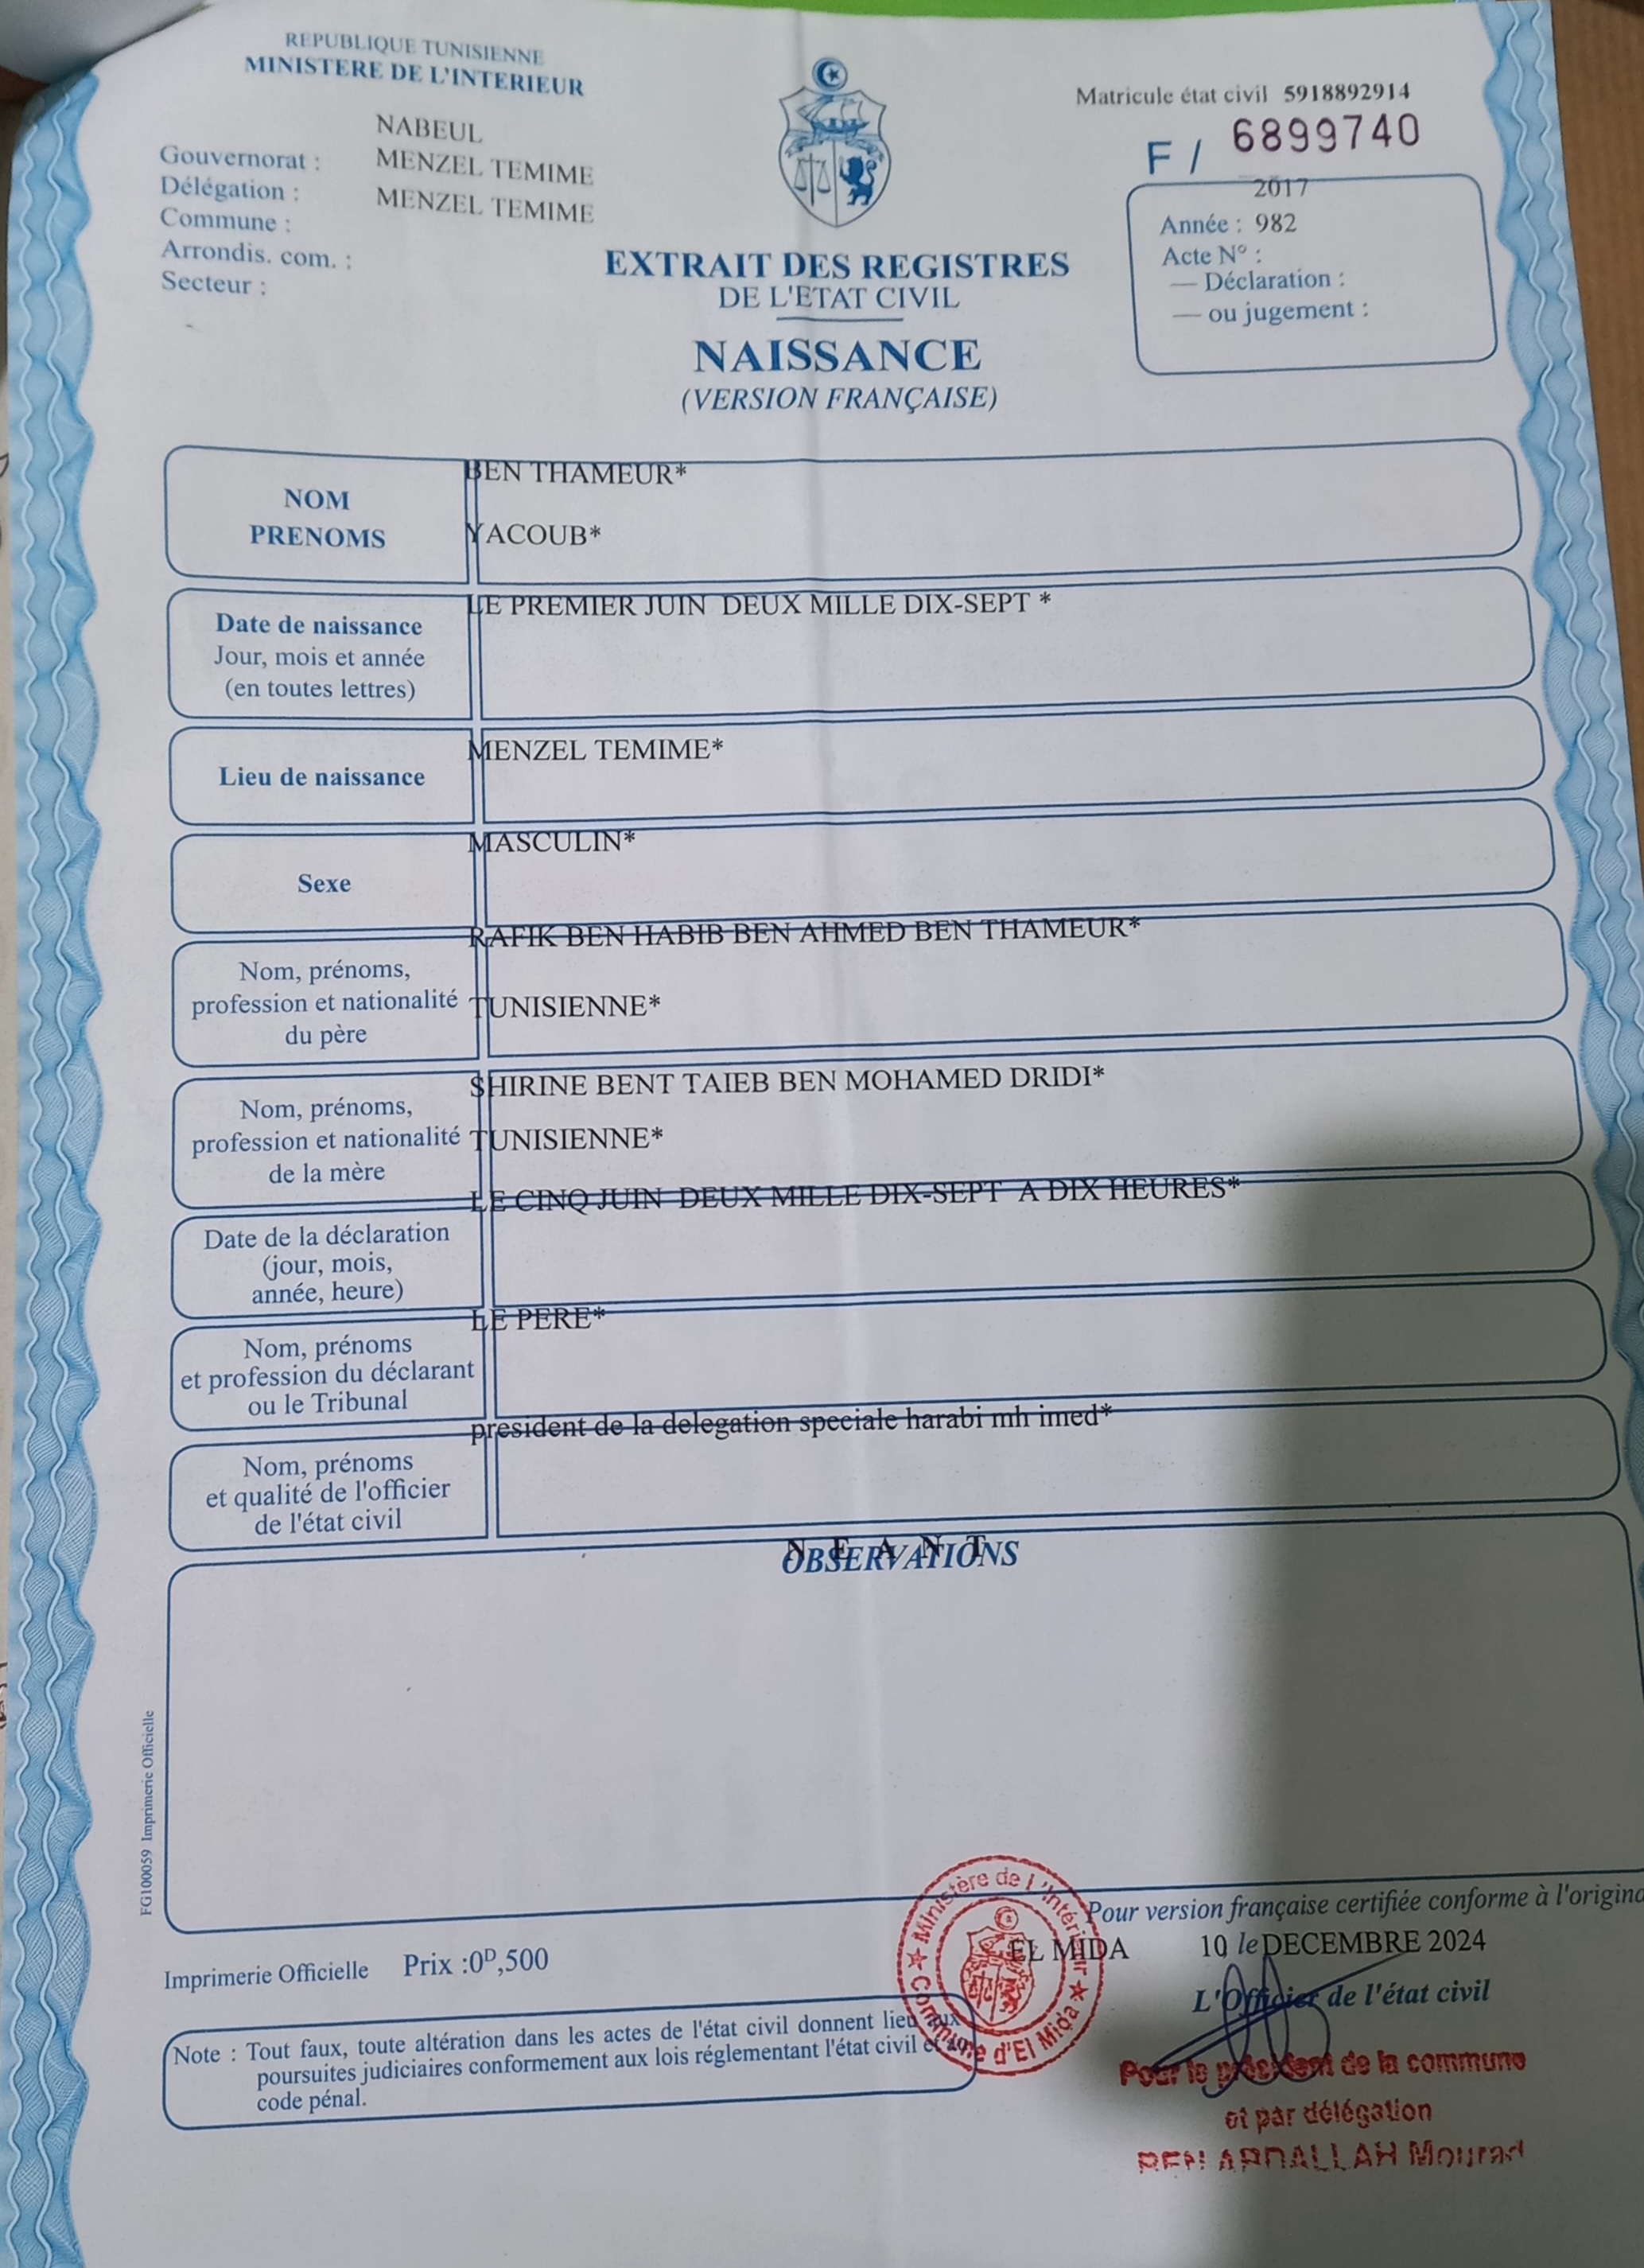 REPUBLIQUE TUNISIENNE
MINISTERE DE L'INTERIEUR
NABEUL
Gouvernorat : MENZEL TEMIME
Délégation : MENZEL TEMIME
Commune :
Arrondis. com. :
Secteur :
Matricule état civil 5918892914
F / 6899740
2017
Année : 982
Acte N° :
— Déclaration :
— ou jugement :
EXTRAIT DES REGISTRES
DE L'ETAT CIVIL
NAISSANCE
(VERSION FRANÇAISE)
NOM
PRENOMS
BEN THAMEUR*
YACOUB*
Date de naissance
Jour, mois et année
(en toutes lettres)
LE PREMIER JUIN DEUX MILLE DIX-SEPT *
Lieu de naissance
MENZEL TEMIME*
Sexe
MASCULIN*
Nom, prénoms,
profession et nationalité
du père
RAFIK BEN HABIB BEN AHMED BEN THAMEUR*
TUNISIENNE*
Nom, prénoms,
profession et nationalité
de la mère
SHIRINE BENT TAIEB BEN MOHAMED DRIDI*
TUNISIENNE*
Date de la déclaration
(jour, mois,
année, heure)
LE CINQ JUIN DEUX MILLE DIX-SEPT A DIX HEURES*
Nom, prénoms
et profession du déclarant
ou le Tribunal
LE PERE*
Nom, prénoms
et qualité de l'officier
de l'état civil
president de la delegation speciale harabi mh imed*
N E A N T
OBSERVATIONS
FG100059 Imprimerie Officielle
Pour version française certifiée conforme à l'origina
EL MIDA 10 le DECEMBRE 2024
L'Officier de l'état civil
Ministère de l'Intérieur
Commune d'El Mida
Imprimerie Officielle Prix :0D,500
Note : Tout faux, toute altération dans les actes de l'état civil donnent lieu aux
poursuites judiciaires conformement aux lois réglementant l'état civil et au
code pénal.
Pour le président de la commune
et par délégation
BEN ABDALLAH Mourad